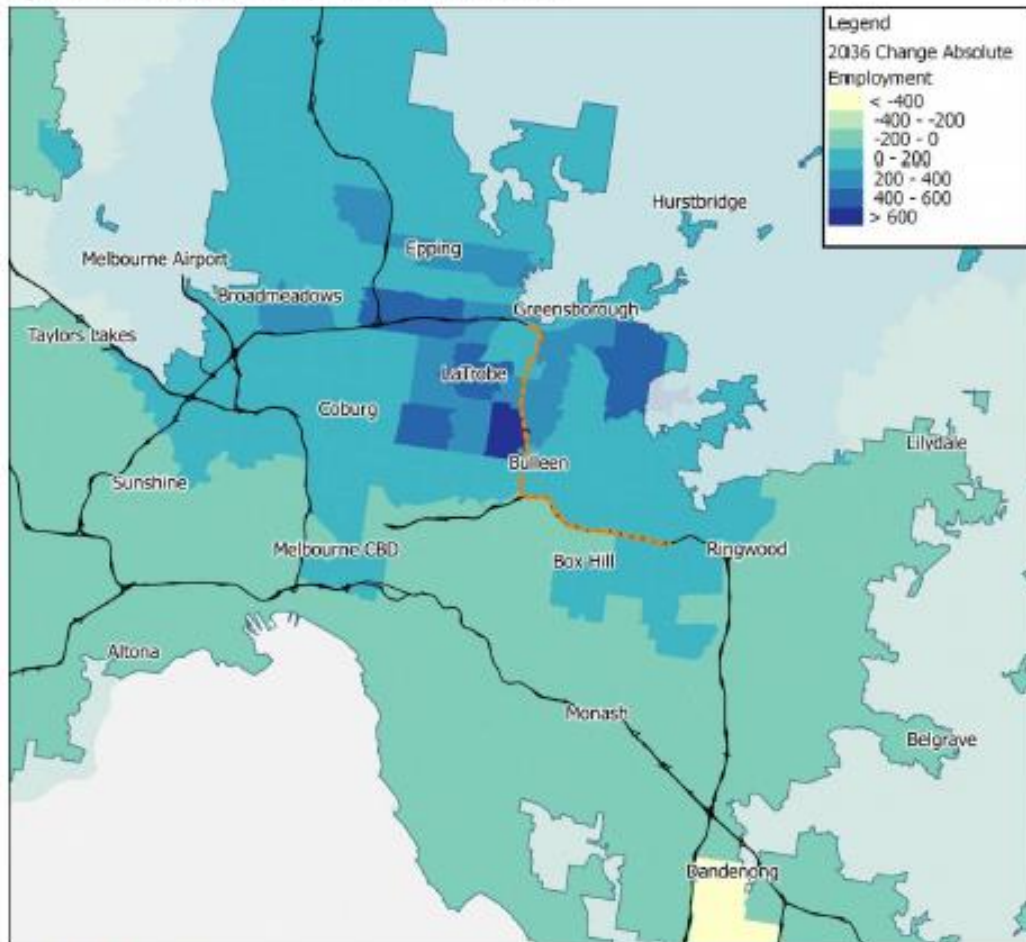 Legend
2036 Change Absolute
Employment
< -400
-400 - -200
-200 - 0
0 - 200
200 - 400
400 - 600
> 600
Hurstbridge
Epping
Melbourne Airport
Broadmeadows
Greensborough
Taylors Lakes
LaTrobe
Coburg
Lilydale
Bulleen
Sunshine
Melbourne CBD
Box Hill
Ringwood
Altona
Monash
Belgrave
Dandenong